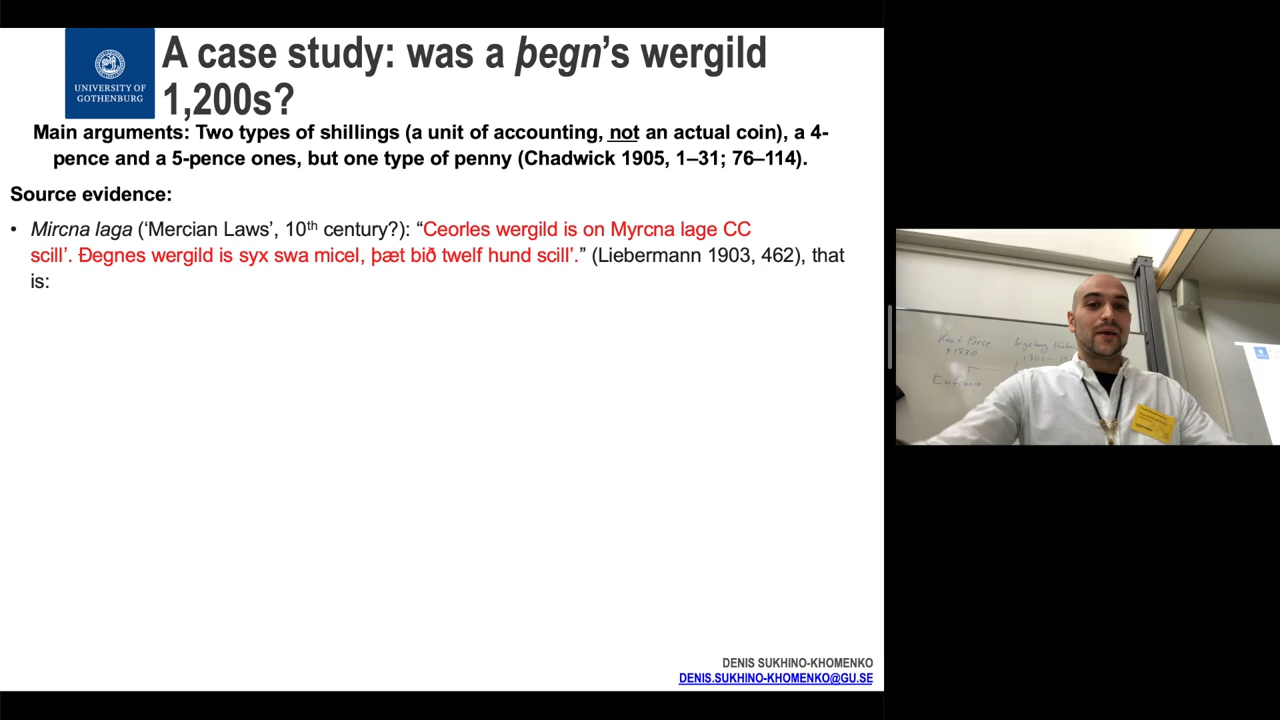 UNIVERSITY OF
GOTHENBURG
A case study: was a þegn’s wergild
1,200s?
Main arguments: Two types of shillings (a unit of accounting, not an actual coin), a 4-
pence and a 5-pence ones, but one type of penny (Chadwick 1905, 1–31; 76–114).
Source evidence:
• Mircna laga (‘Mercian Laws’, 10th century?): “Ceorles wergild is on Myrcna lage CC
scill’. Ðegnes wergild is syx swa micel, þæt bið twelf hund scill’.” (Liebermann 1903, 462), that
is:
Knut Porse
+1330
DENIS SUKHINO-KHOMENKO
DENIS.SUKHINO-KHOMENKO@GU.SE